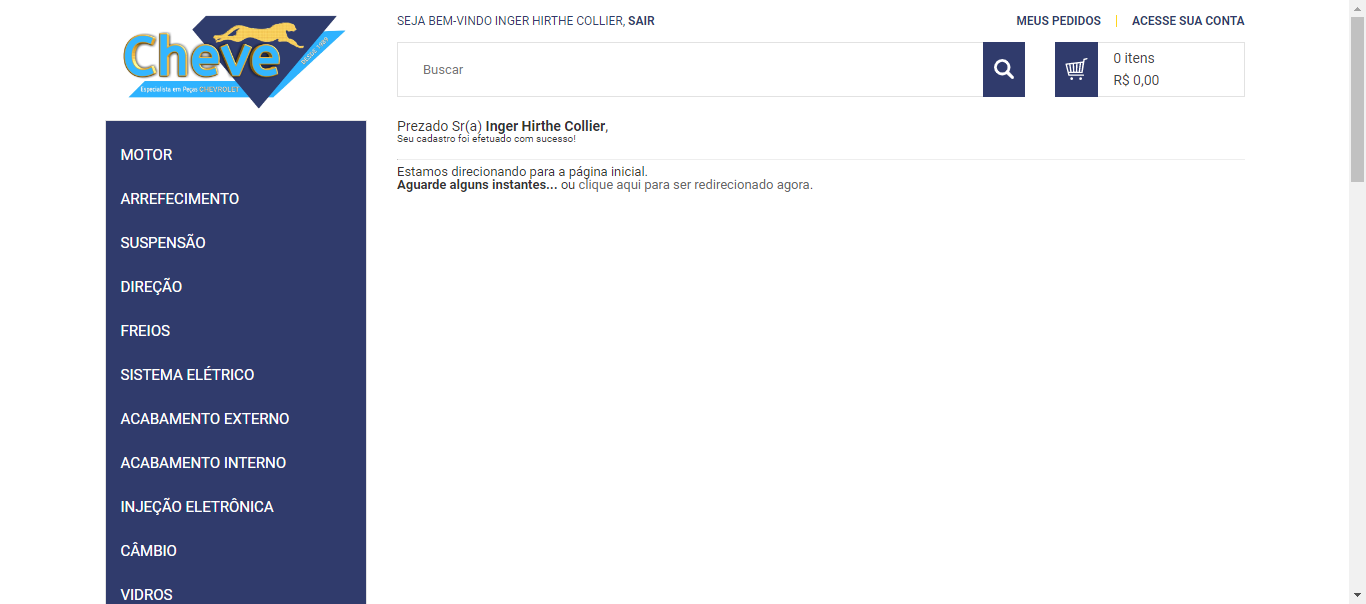 Cheve
DESDE 1969
Especialista em Peças CHEVROLET
SEJA BEM-VINDO INGER HIRTHE COLLIER, SAIR
MEUS PEDIDOS | ACESSE SUA CONTA
Buscar
0 itens
R$ 0,00
MOTOR
ARREFECIMENTO
SUSPENSÃO
DIREÇÃO
FREIOS
SISTEMA ELÉTRICO
ACABAMENTO EXTERNO
ACABAMENTO INTERNO
INJEÇÃO ELETRÔNICA
CÂMBIO
VIDROS
Prezado Sr(a) Inger Hirthe Collier,
Seu cadastro foi efetuado com sucesso!
Estamos direcionando para a página inicial.
Aguarde alguns instantes... ou clique aqui para ser redirecionado agora.